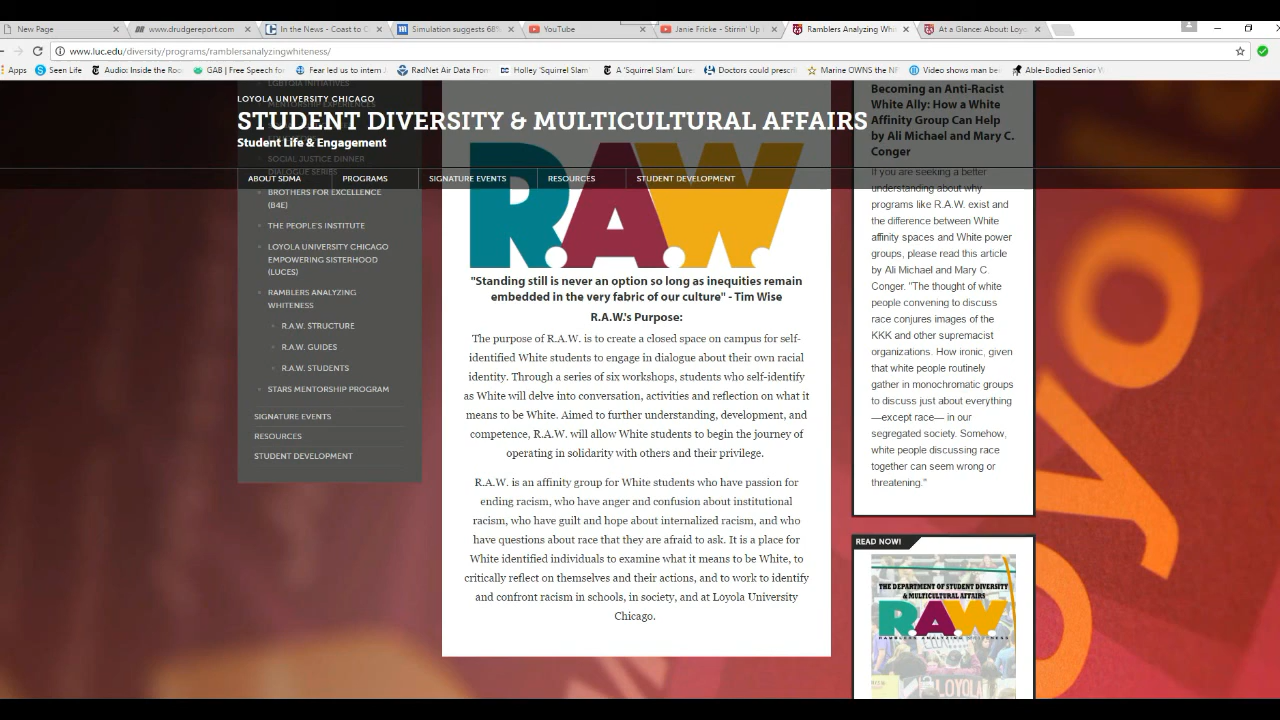 New Page
www.drudgereport.com
In the News - Coast to C
Simulation suggests 68%
YouTube
Janie Fricke - Stirrin' Up
Ramblers Analyzing Whi
At a Glance: About: Loyo
www.luc.edu/diversity/programs/ramblersanalyzingwhiteness/
Apps
Seen Life
Audio: Inside the Roo
GAB | Free Speech for
Fear led us to intern J
RadNet Air Data From
Holley 'Squirrel Slam'
A 'Squirrel Slam' Lure
Doctors could prescri
Marine OWNS the NF
Video shows man be
Able-Bodied Senior W
LOYOLA UNIVERSITY CHICAGO
STUDENT DIVERSITY & MULTICULTURAL AFFAIRS
Student Life & Engagement
ABOUT SDMA
PROGRAMS
SIGNATURE EVENTS
RESOURCES
STUDENT DEVELOPMENT
LGBTQIA INITIATIVES
MENTORSHIP EXPERIENCES
SOCIAL JUSTICE DINNER
DIALOGUE SERIES
BROTHERS FOR EXCELLENCE
(B4E)
THE PEOPLE'S INSTITUTE
LOYOLA UNIVERSITY CHICAGO
EMPOWERING SISTERHOOD
(LUCES)
RAMBLERS ANALYZING
WHITENESS
R.A.W. STRUCTURE
R.A.W. GUIDES
R.A.W. STUDENTS
STARS MENTORSHIP PROGRAM
SIGNATURE EVENTS
RESOURCES
STUDENT DEVELOPMENT
R.A.W.
"Standing still is never an option so long as inequities remain
embedded in the very fabric of our culture" - Tim Wise
R.A.W.'s Purpose:
The purpose of R.A.W. is to create a closed space on campus for self-
identified White students to engage in dialogue about their own racial
identity. Through a series of six workshops, students who self-identify
as White will delve into conversation, activities and reflection on what it
means to be White. Aimed to further understanding, development, and
competence, R.A.W. will allow White students to begin the journey of
operating in solidarity with others and their privilege.
R.A.W. is an affinity group for White students who have passion for
ending racism, who have anger and confusion about institutional
racism, who have guilt and hope about internalized racism, and who
have questions about race that they are afraid to ask. It is a place for
White identified individuals to examine what it means to be White, to
critically reflect on themselves and their actions, and to work to identify
and confront racism in schools, in society, and at Loyola University
Chicago.
Becoming an Anti-Racist
White Ally: How a White
Affinity Group Can Help
by Ali Michael and Mary C.
Conger
If you are seeking a better
understanding about why
programs like R.A.W. exist and
the difference between White
affinity spaces and White power
groups, please read this article
by Ali Michael and Mary C.
Conger. "The thought of white
people convening to discuss
race conjures images of the
KKK and other supremacist
organizations. How ironic, given
that white people routinely
gather in monochromatic groups
to discuss just about everything
—except race— in our
segregated society. Somehow,
white people discussing race
together can seem wrong or
threatening."
READ NOW!
THE DEPARTMENT OF STUDENT DIVERSITY
& MULTICULTURAL AFFAIRS
R.A.W.
RAMBLERS ANALYZING WHITENESS
LOYOLA